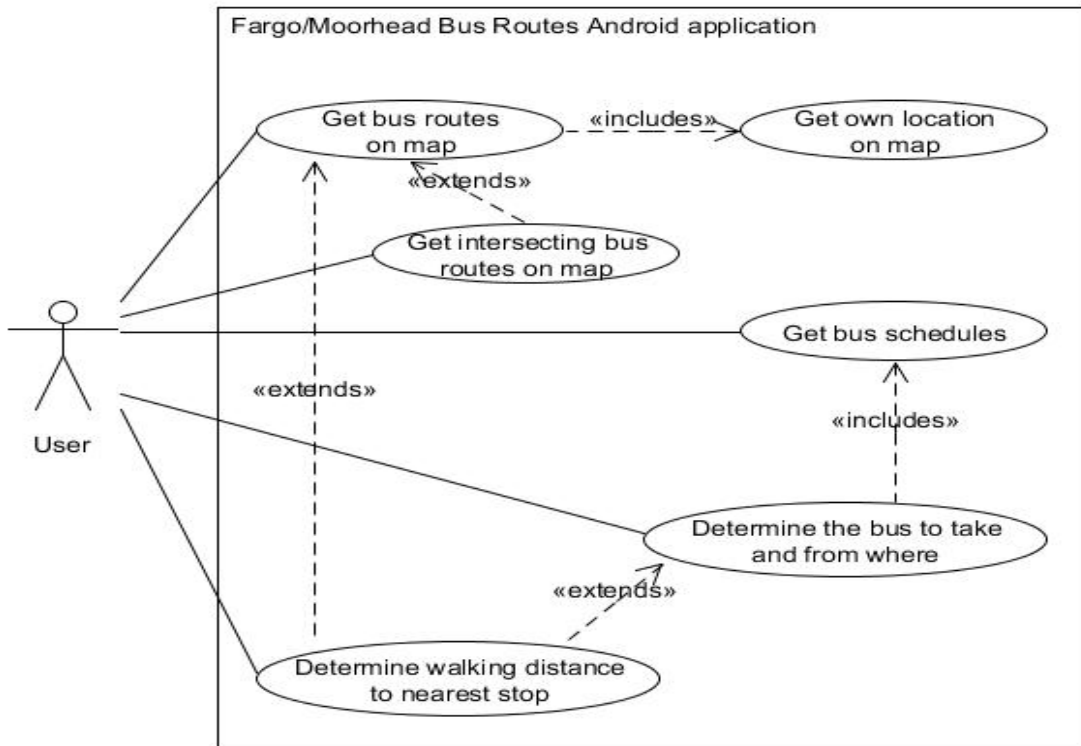 Fargo/Moorhead Bus Routes Android application
Get bus routes
on map
«includes»
Get own location
on map
«extends»
Get intersecting bus
routes on map
Get bus schedules
«extends»
«includes»
User
Determine the bus to take
and from where
«extends»
Determine walking distance
to nearest stop